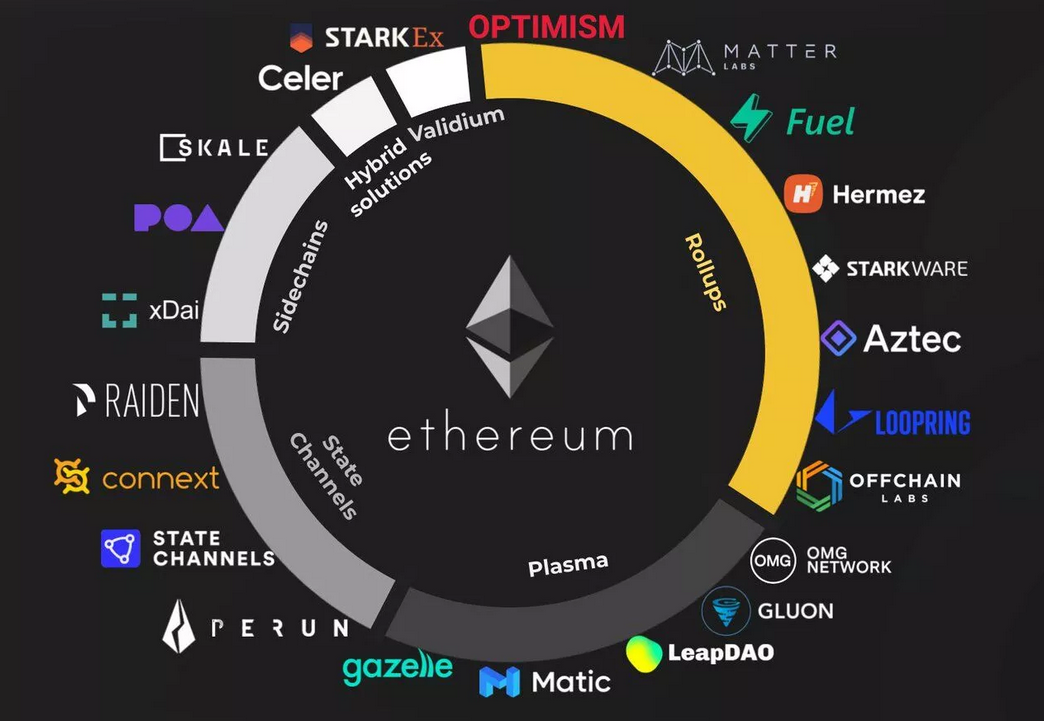 OPTIMISM
STARKEx
MATTER
LABS
Celer
Fuel
Validium
Hybrid
solutions
SKALE
Hermez
POA
Rollups
Sidechains
STARKWARE
xDai
Aztec
RAIDEN
LOOPRING
ethereum
State
Channels
connext
OFFCHAIN
LABS
STATE
CHANNELS
Plasma
OMG
OMG
NETWORK
GLUON
PERUN
LeapDAO
gazelle
Matic